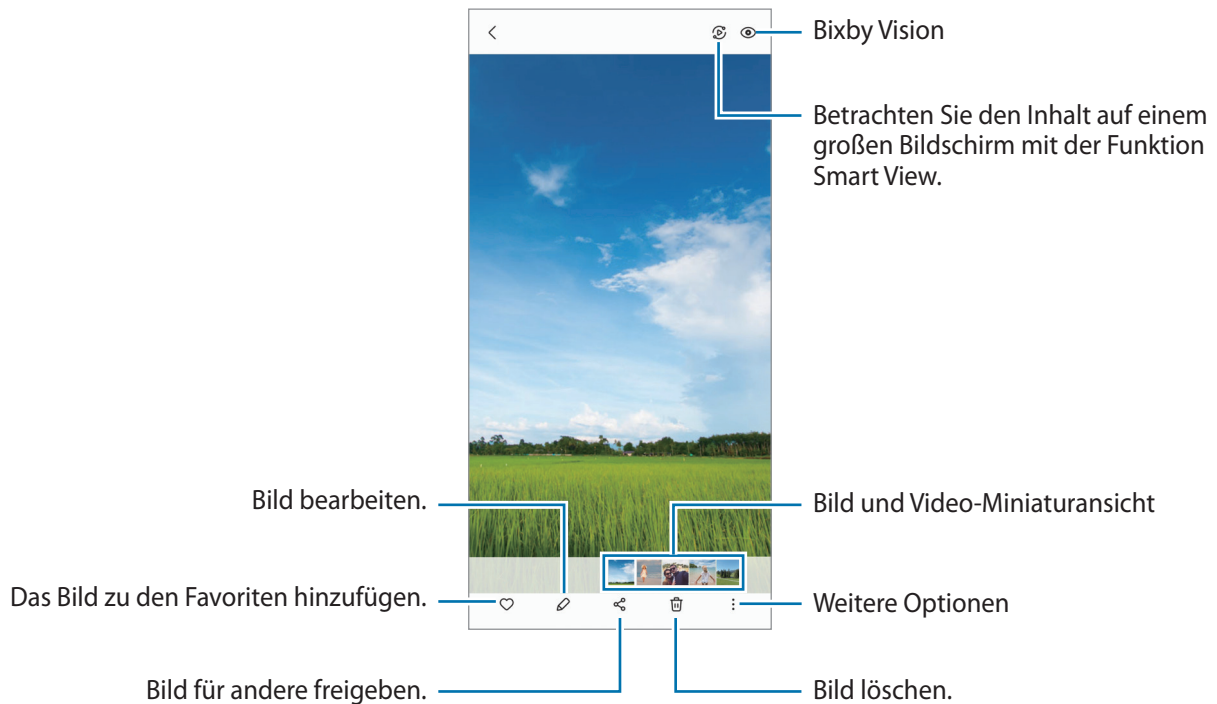 Bixby Vision
Betrachten Sie den Inhalt auf einem
großen Bildschirm mit der Funktion
Smart View.
Bild bearbeiten.
Bild und Video-Miniaturansicht
Das Bild zu den Favoriten hinzufügen.
Weitere Optionen
Bild für andere freigeben.
Bild löschen.